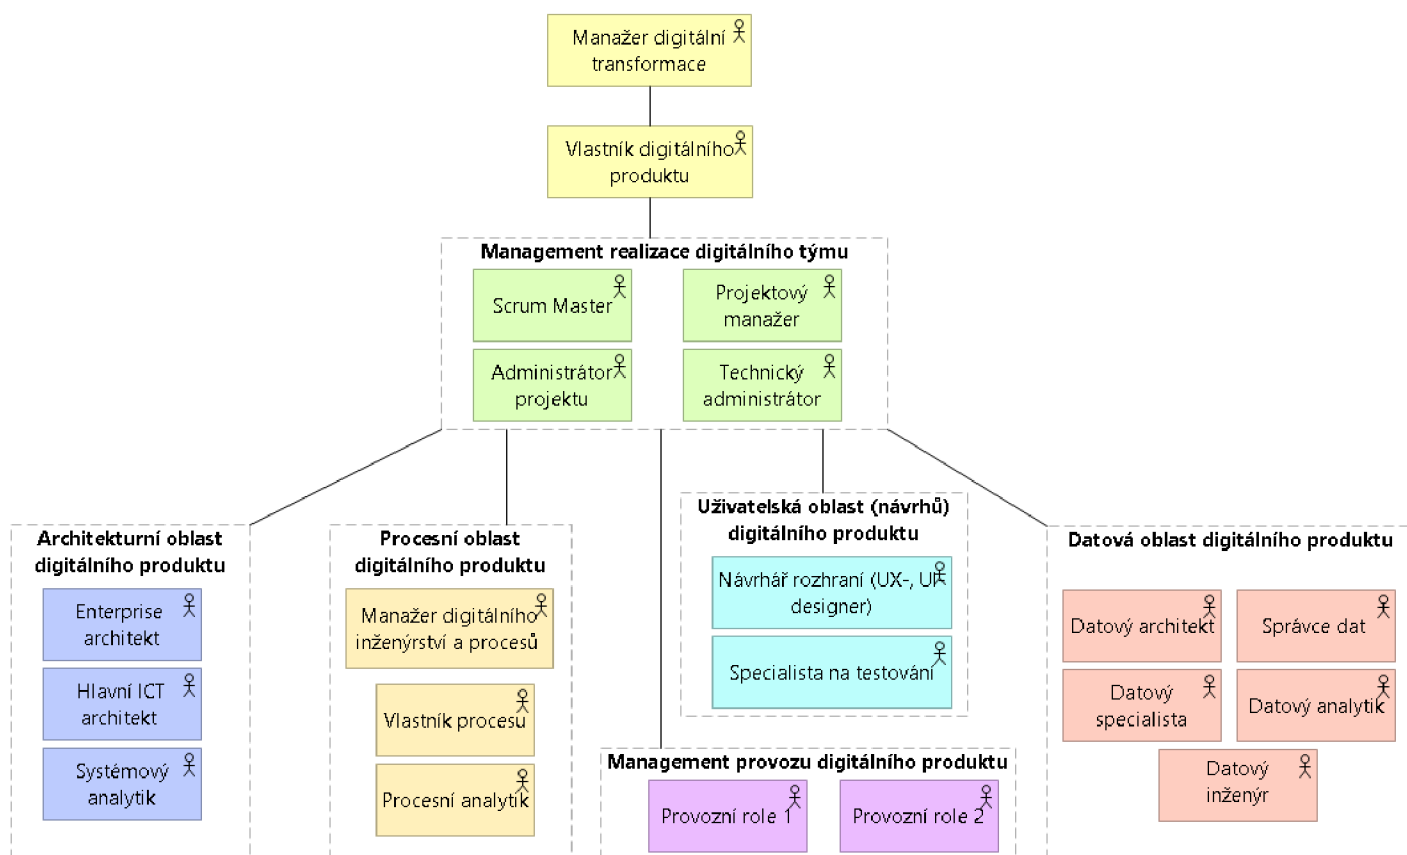 Manažer digitální
transformace
Vlastník digitálního
produktu
Management realizace digitálního týmu
Scrum Master
Projektový
manažer
Administrátor
projektu
Technický
administrátor
Architekturní oblast
digitálního produktu
Enterprise
architekt
Hlavní ICT
architekt
Systémový
analytik
Procesní oblast
digitálního produktu
Manažer digitálního
inženýrství a procesů
Vlastník procesu
Procesní analytik
Uživatelská oblast (návrhů)
digitálního produktu
Návrhář rozhraní (UX-, UI-
designer)
Specialista na testování
Management provozu digitálního produktu
Provozní role 1
Provozní role 2
Datová oblast digitálního produktu
Datový architekt
Správce dat
Datový
specialista
Datový analytik
Datový
inženýr